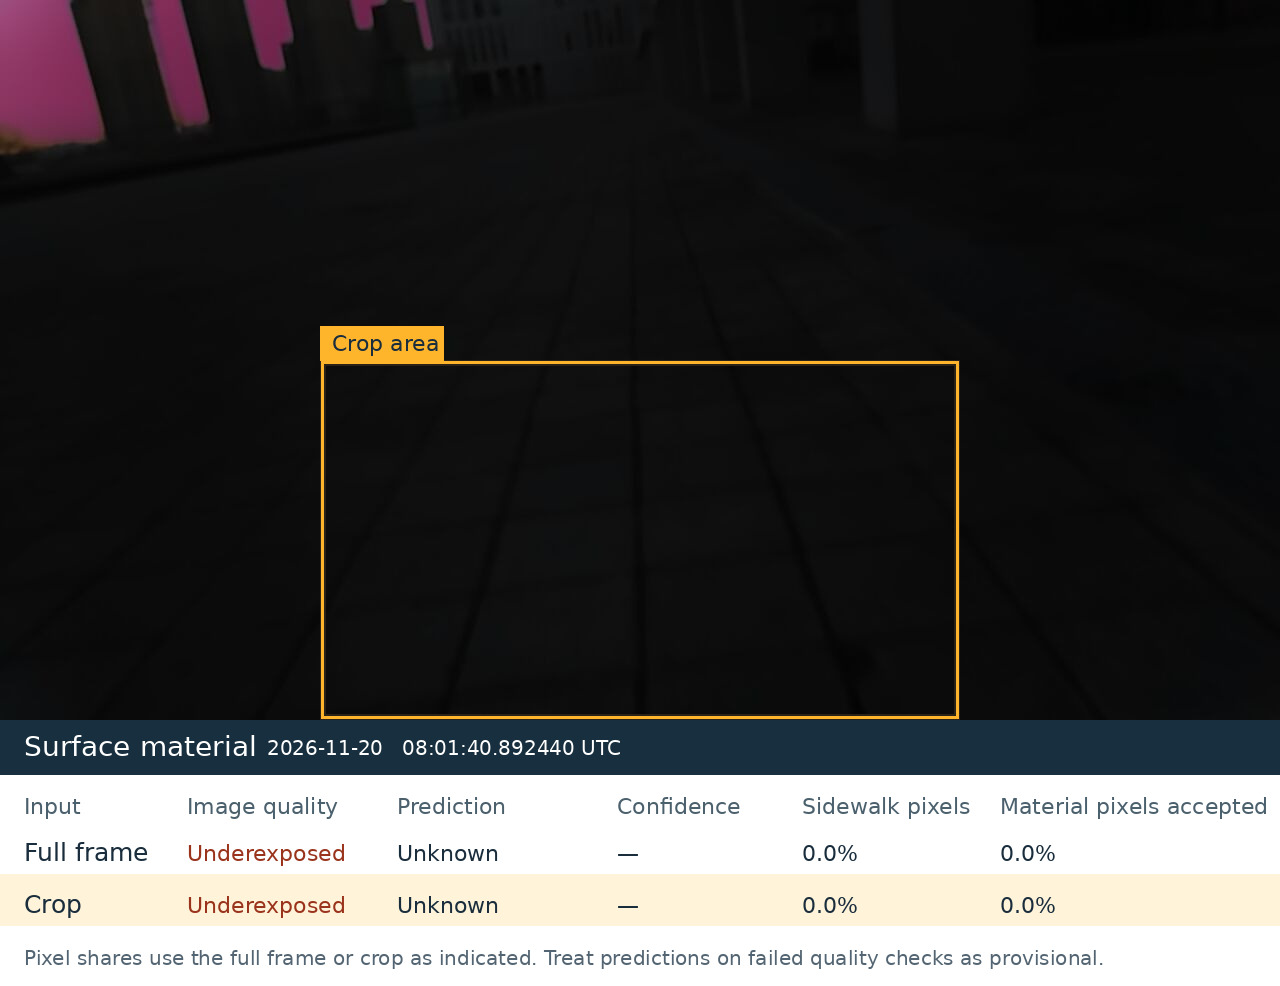 Crop area
Surface material 2026-11-20 08:01:40.892440 UTC
Input Image quality Prediction Confidence Sidewalk pixels Material pixels accepted
Full frame Underexposed Unknown — 0.0% 0.0%
Crop Underexposed Unknown — 0.0% 0.0%
Pixel shares use the full frame or crop as indicated. Treat predictions on failed quality checks as provisional.